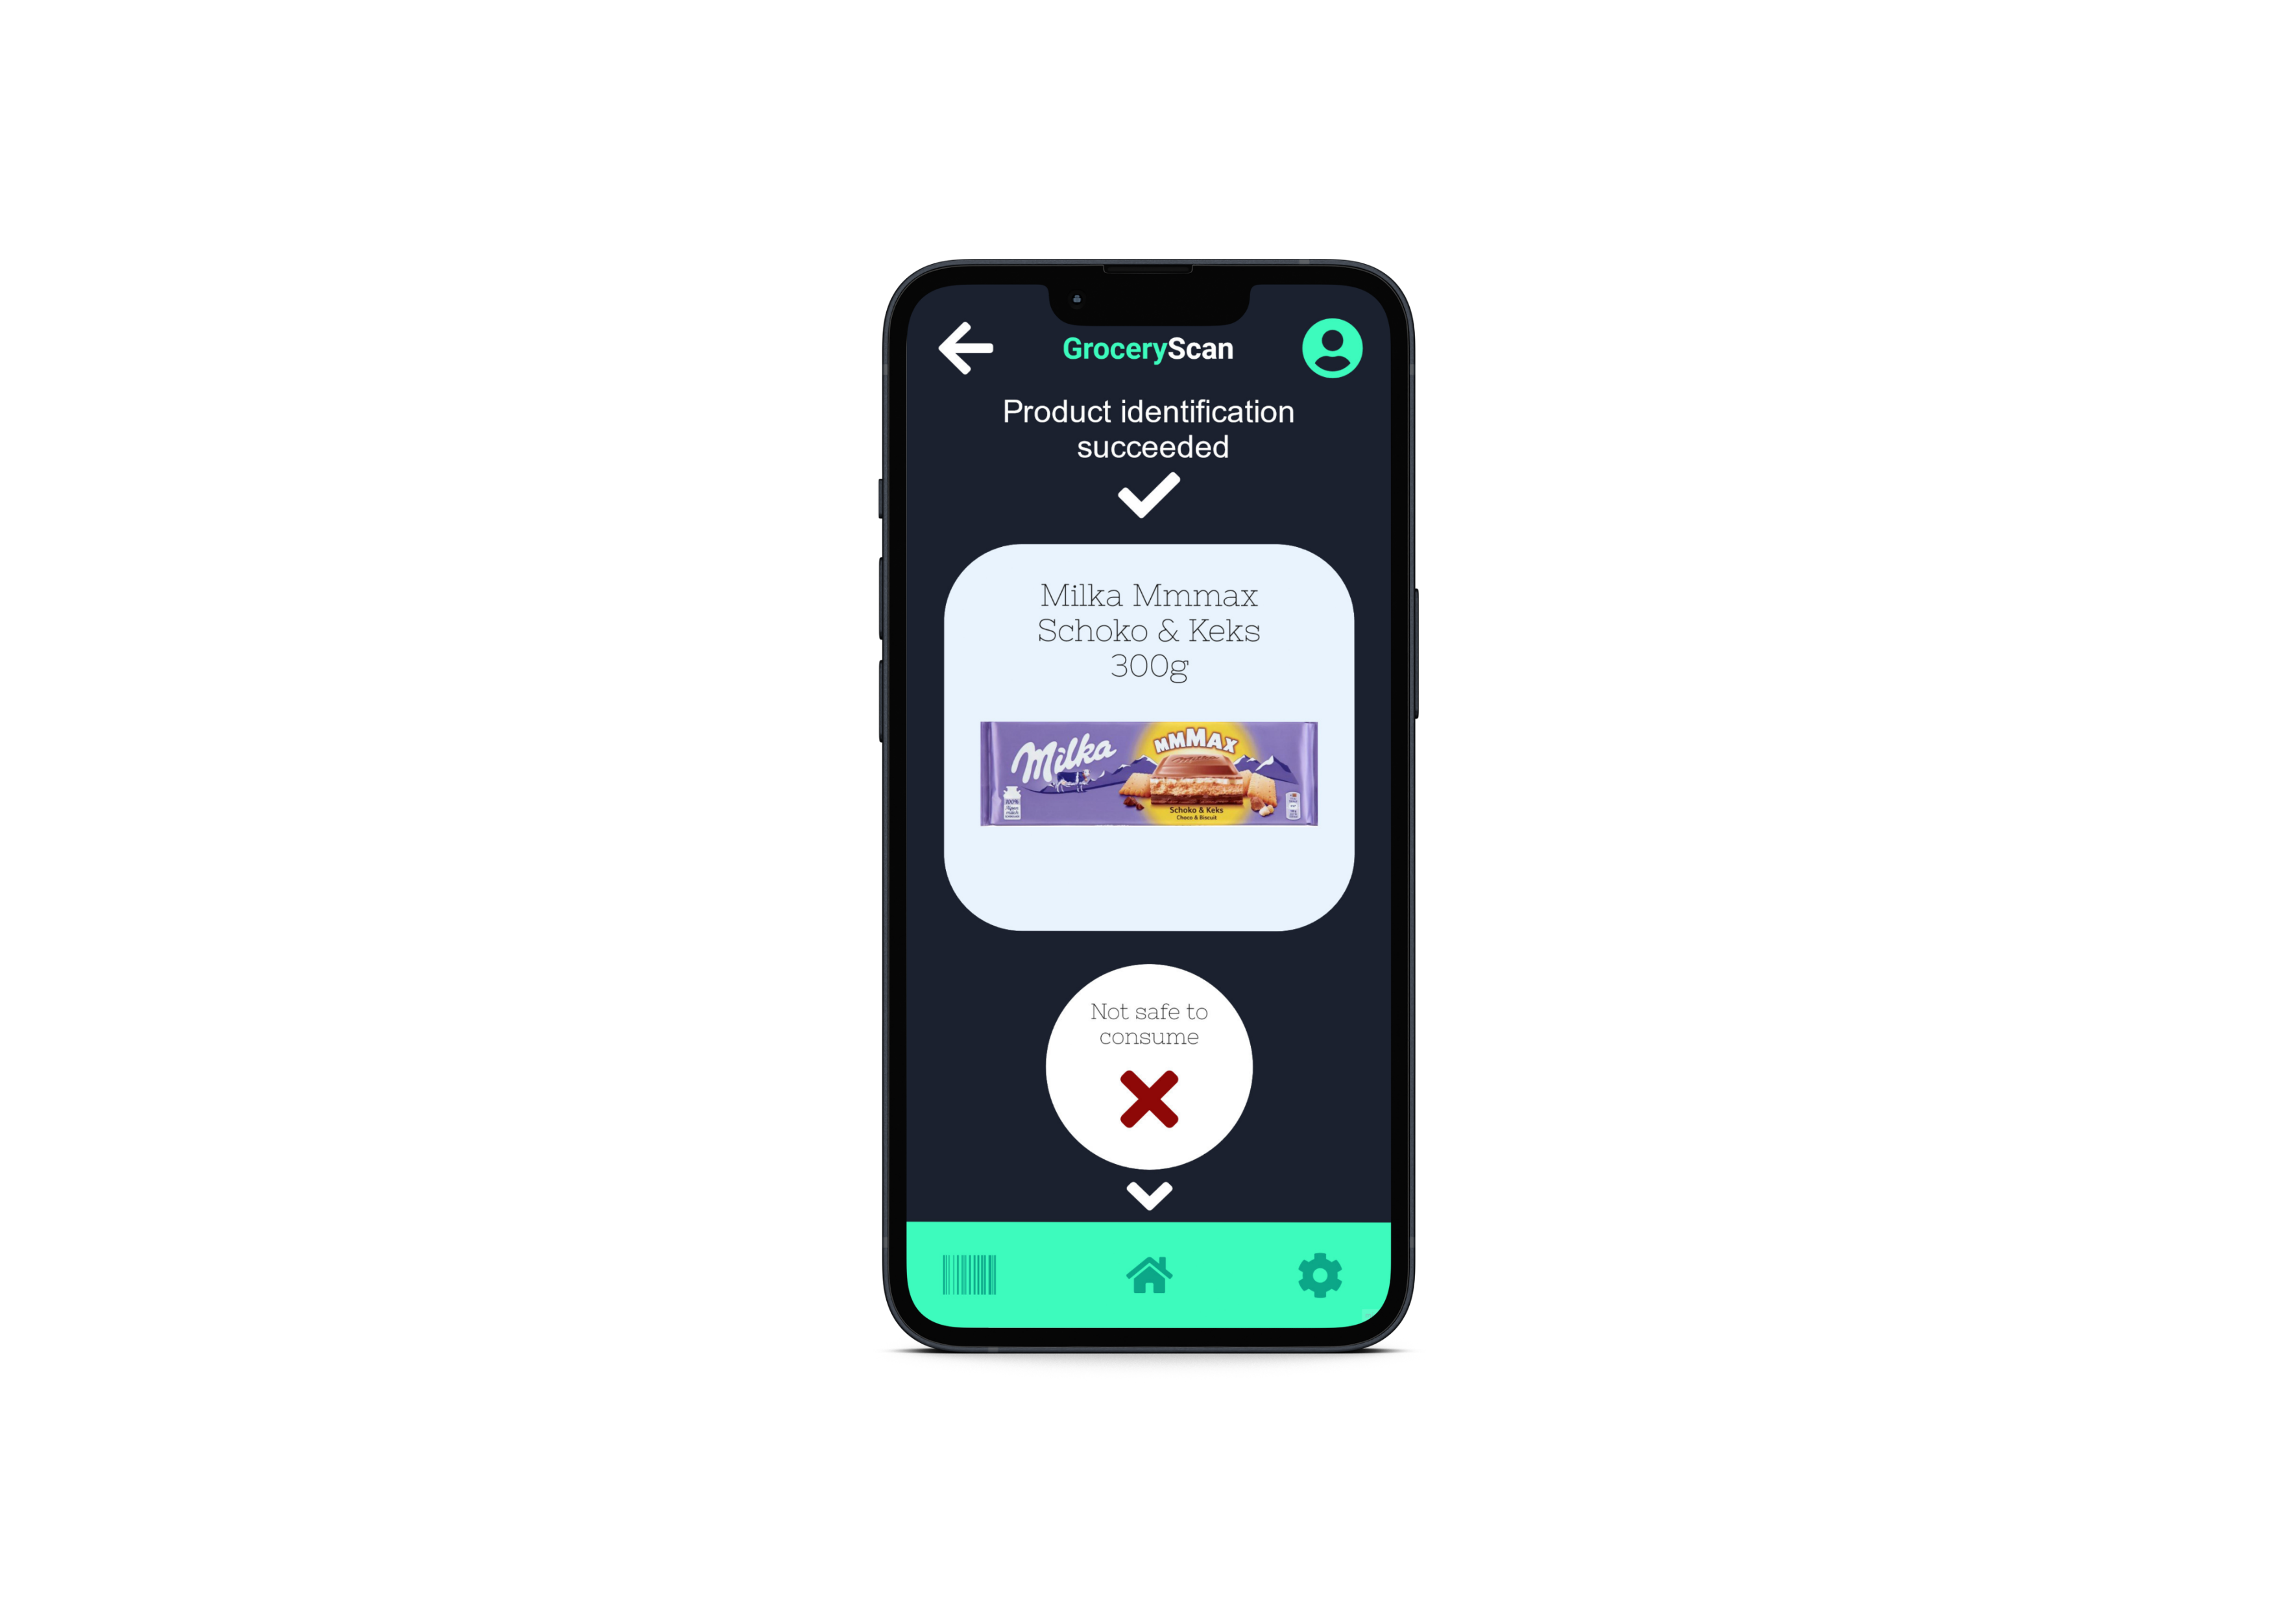 GroceryScan
Product identification
succeeded
Milka Mmmax
Schoko & Keks
300g
Milka
MMMAX
100%
Schoko & Keks
Choco & Biscuit
Not safe to
consume